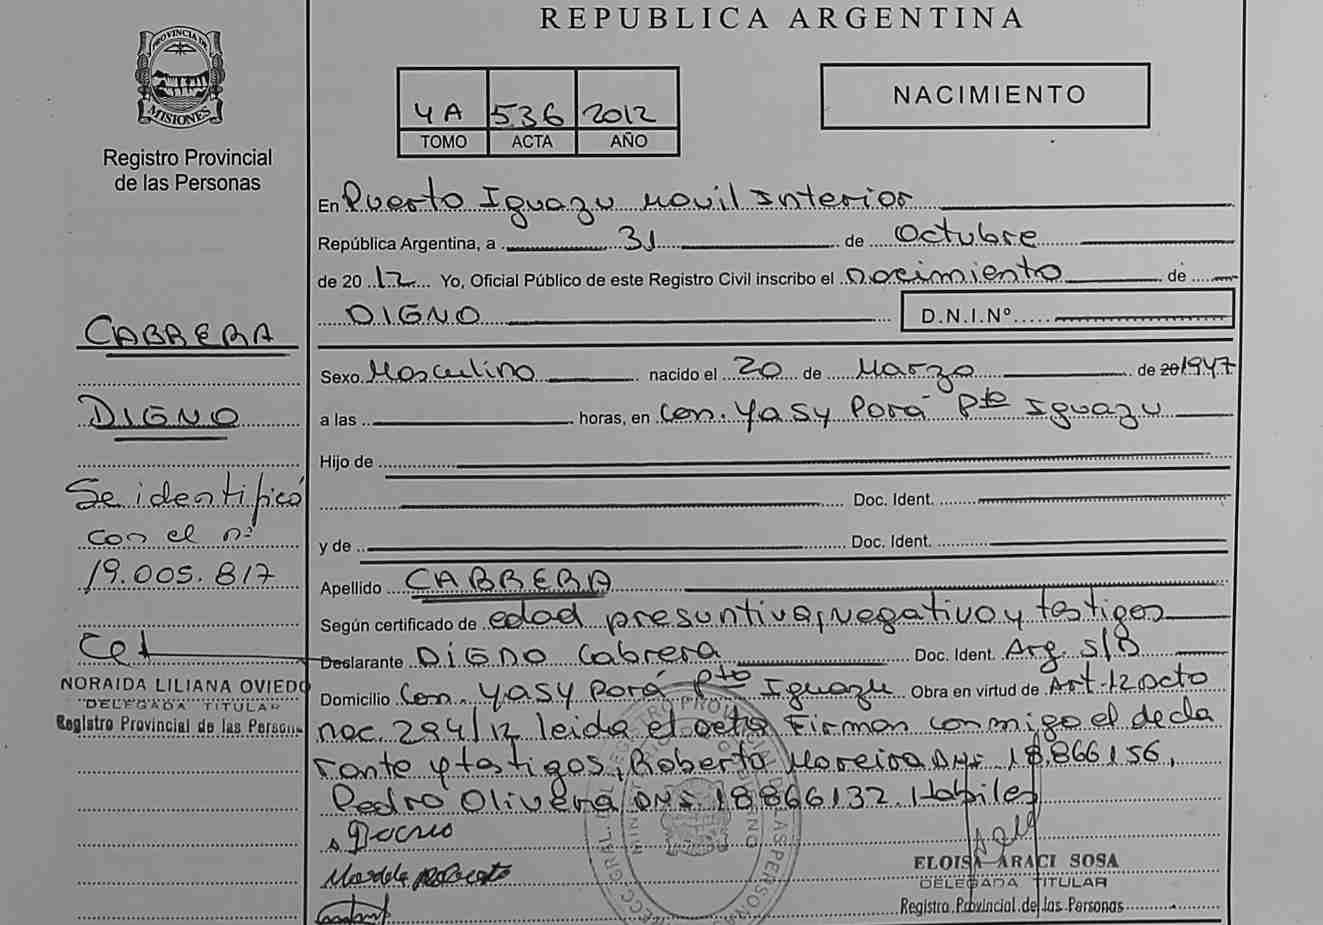 PROVINCIA DE
MISIONES
Registro Provincial
de las Personas
REPUBLICA ARGENTINA
4A 536 2012
TOMO ACTA AÑO
NACIMIENTO
En Puerto Iguazu Movil Interior
República Argentina, a 31 de Octubre
de 2012 Yo, Oficial Público de este Registro Civil inscribo el nacimiento de
DIGNO D.N.I.Nº
Sexo Masculino nacido el 20 de Marzo de 20 1947
a las horas, en Com. Yasy Porá Pto Iguazu
Hijo de
Doc. Ident.
y de Doc. Ident.
Apellido CABRERA
Según certificado de edad presuntiva, negativo y testigos
Declarante DIGNO Cabrera Doc. Ident. Arg. S/D
Domicilio Com. Yasy Porá Pto Iguazu Obra en virtud de Art. 12 Dcto
nac. 294/12 leida el acta Firman conmigo el decla
rante y testigos, Roberto Moreira DNI 18.866156,
Pedro Olivera DNI 18866132. Habiles
ELOISA ARACI SOSA
DELEGADA TITULAR
Registro Provincial de las Personas
CABRERA
DIGNO
Se identificó
con el nº
19.005.817
NORAIDA LILIANA OVIEDO
DELEGADA TITULAR
Registro Provincial de las Person